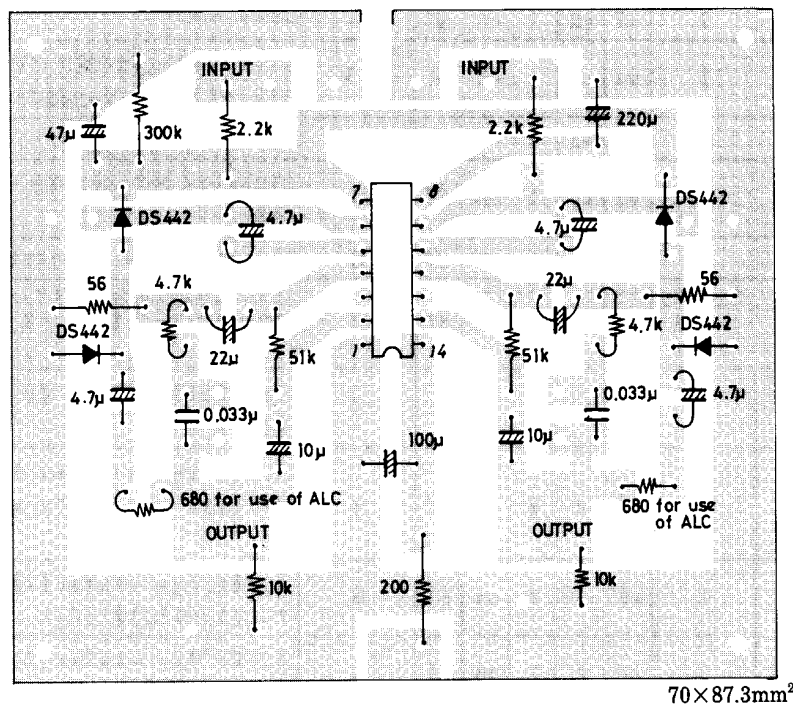 INPUT
INPUT
47μ
300k
2.2k
2.2k
220μ
7
8
DS442
4.7μ
4.7μ
DS442
56
4.7k
22μ
56
DS442
22μ
51k
1
14
51k
4.7k
DS442
4.7μ
0.033μ
10μ
100μ
10μ
0.033μ
4.7μ
680 for use of ALC
680 for use
of ALC
OUTPUT
OUTPUT
10k
200
10k
70×87.3mm²